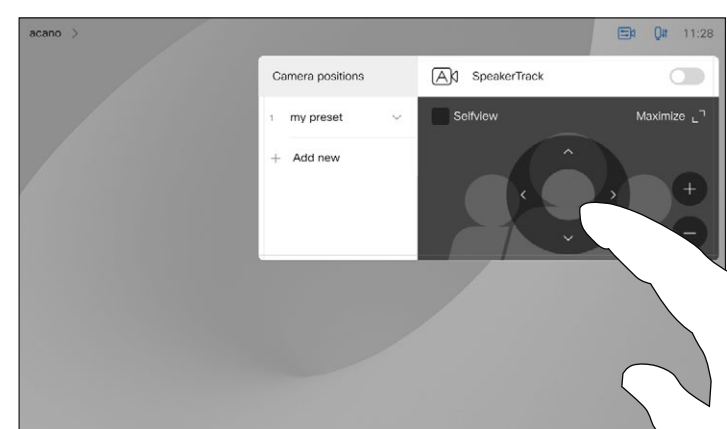 acano >
11:28
Camera positions
SpeakerTrack
1 my preset
Selfview
Maximize
+ Add new